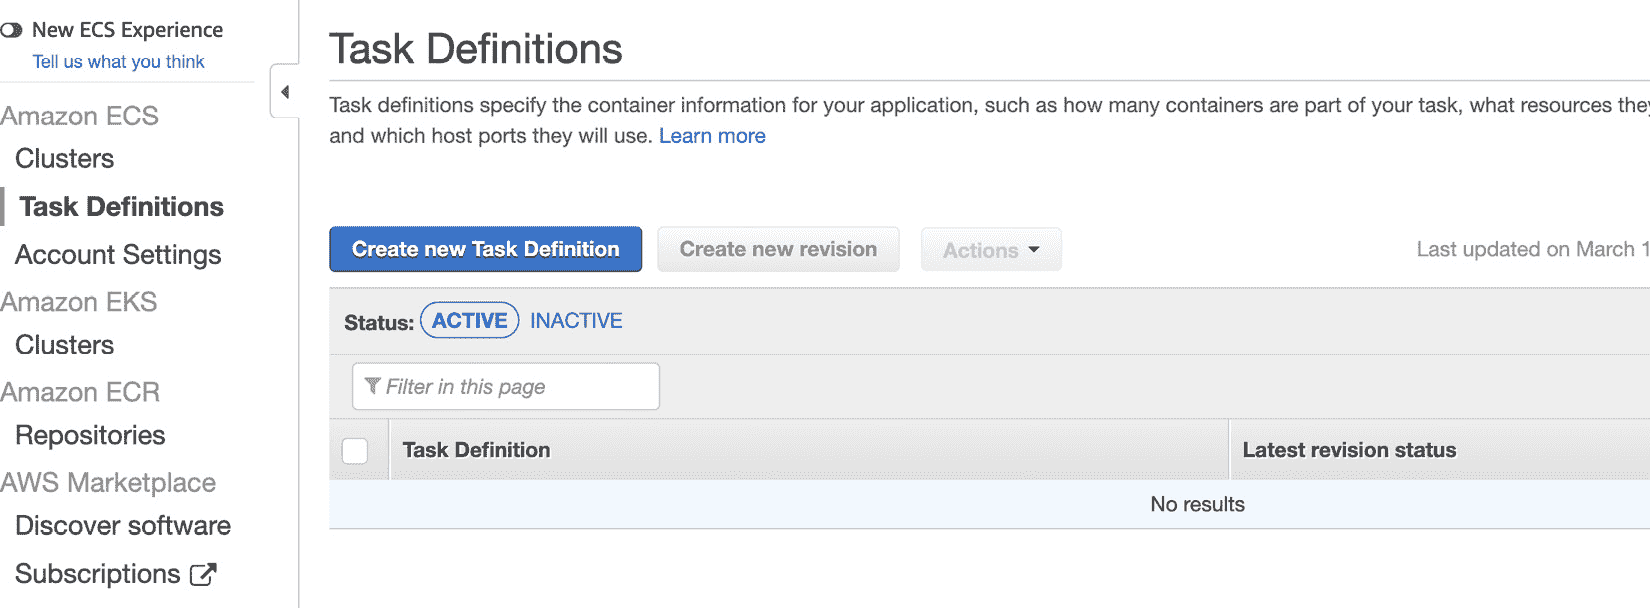 New ECS Experience
Tell us what you think
Amazon ECS
Clusters
Task Definitions
Account Settings
Amazon EKS
Clusters
Amazon ECR
Repositories
AWS Marketplace
Discover software
Subscriptions
Task Definitions
Task definitions specify the container information for your application, such as how many containers are part of your task, what resources they
and which host ports they will use. Learn more
Create new Task Definition
Create new revision
Actions
Last updated on March 1
Status: ACTIVE INACTIVE
Filter in this page
Task Definition
Latest revision status
No results